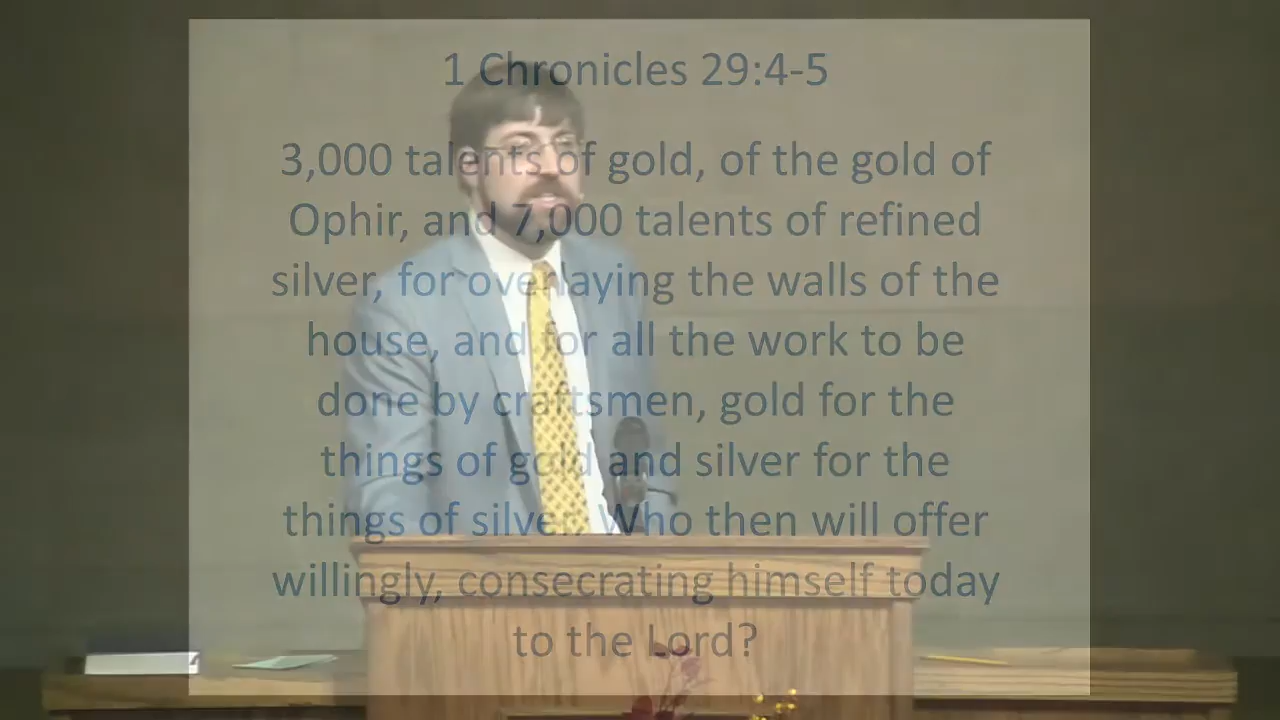 1 Chronicles 29:4-5
3,000 talents of gold, of the gold of
Ophir, and 7,000 talents of refined
silver, for overlaying the walls of the
house, and for all the work to be
done by craftsmen, gold for the
things of gold and silver for the
things of silver. Who then will offer
willingly, consecrating himself today
to the Lord?